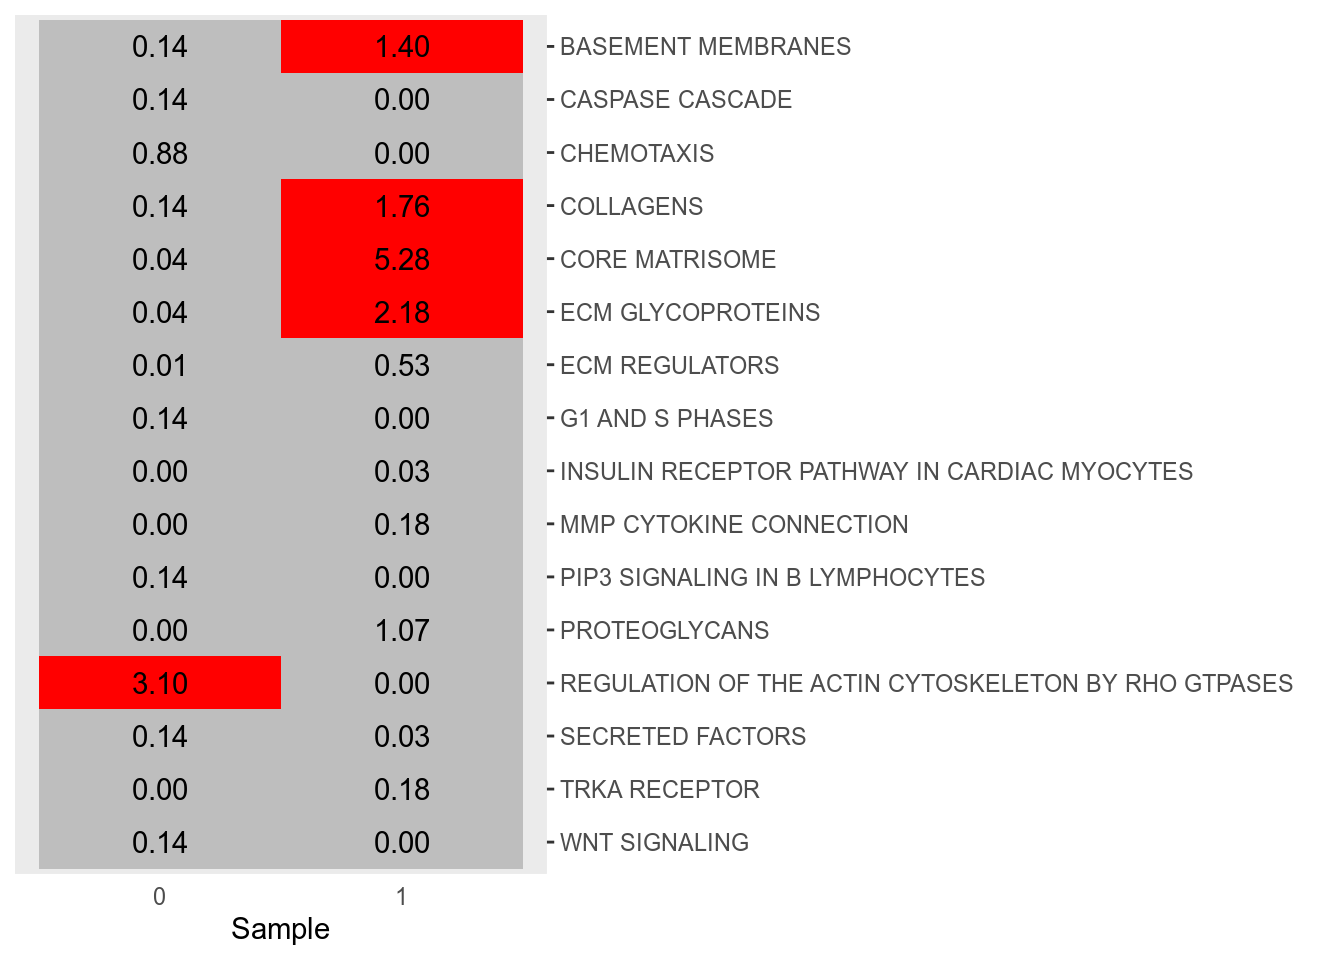 0.14 1.40 BASEMENT MEMBRANES
0.14 0.00 CASPASE CASCADE
0.88 0.00 CHEMOTAXIS
0.14 1.76 COLLAGENS
0.04 5.28 CORE MATRISOME
0.04 2.18 ECM GLYCOPROTEINS
0.01 0.53 ECM REGULATORS
0.14 0.00 G1 AND S PHASES
0.00 0.03 INSULIN RECEPTOR PATHWAY IN CARDIAC MYOCYTES
0.00 0.18 MMP CYTOKINE CONNECTION
0.14 0.00 PIP3 SIGNALING IN B LYMPHOCYTES
0.00 1.07 PROTEOGLYCANS
3.10 0.00 REGULATION OF THE ACTIN CYTOSKELETON BY RHO GTPASES
0.14 0.03 SECRETED FACTORS
0.00 0.18 TRKA RECEPTOR
0.14 0.00 WNT SIGNALING
0 1
Sample